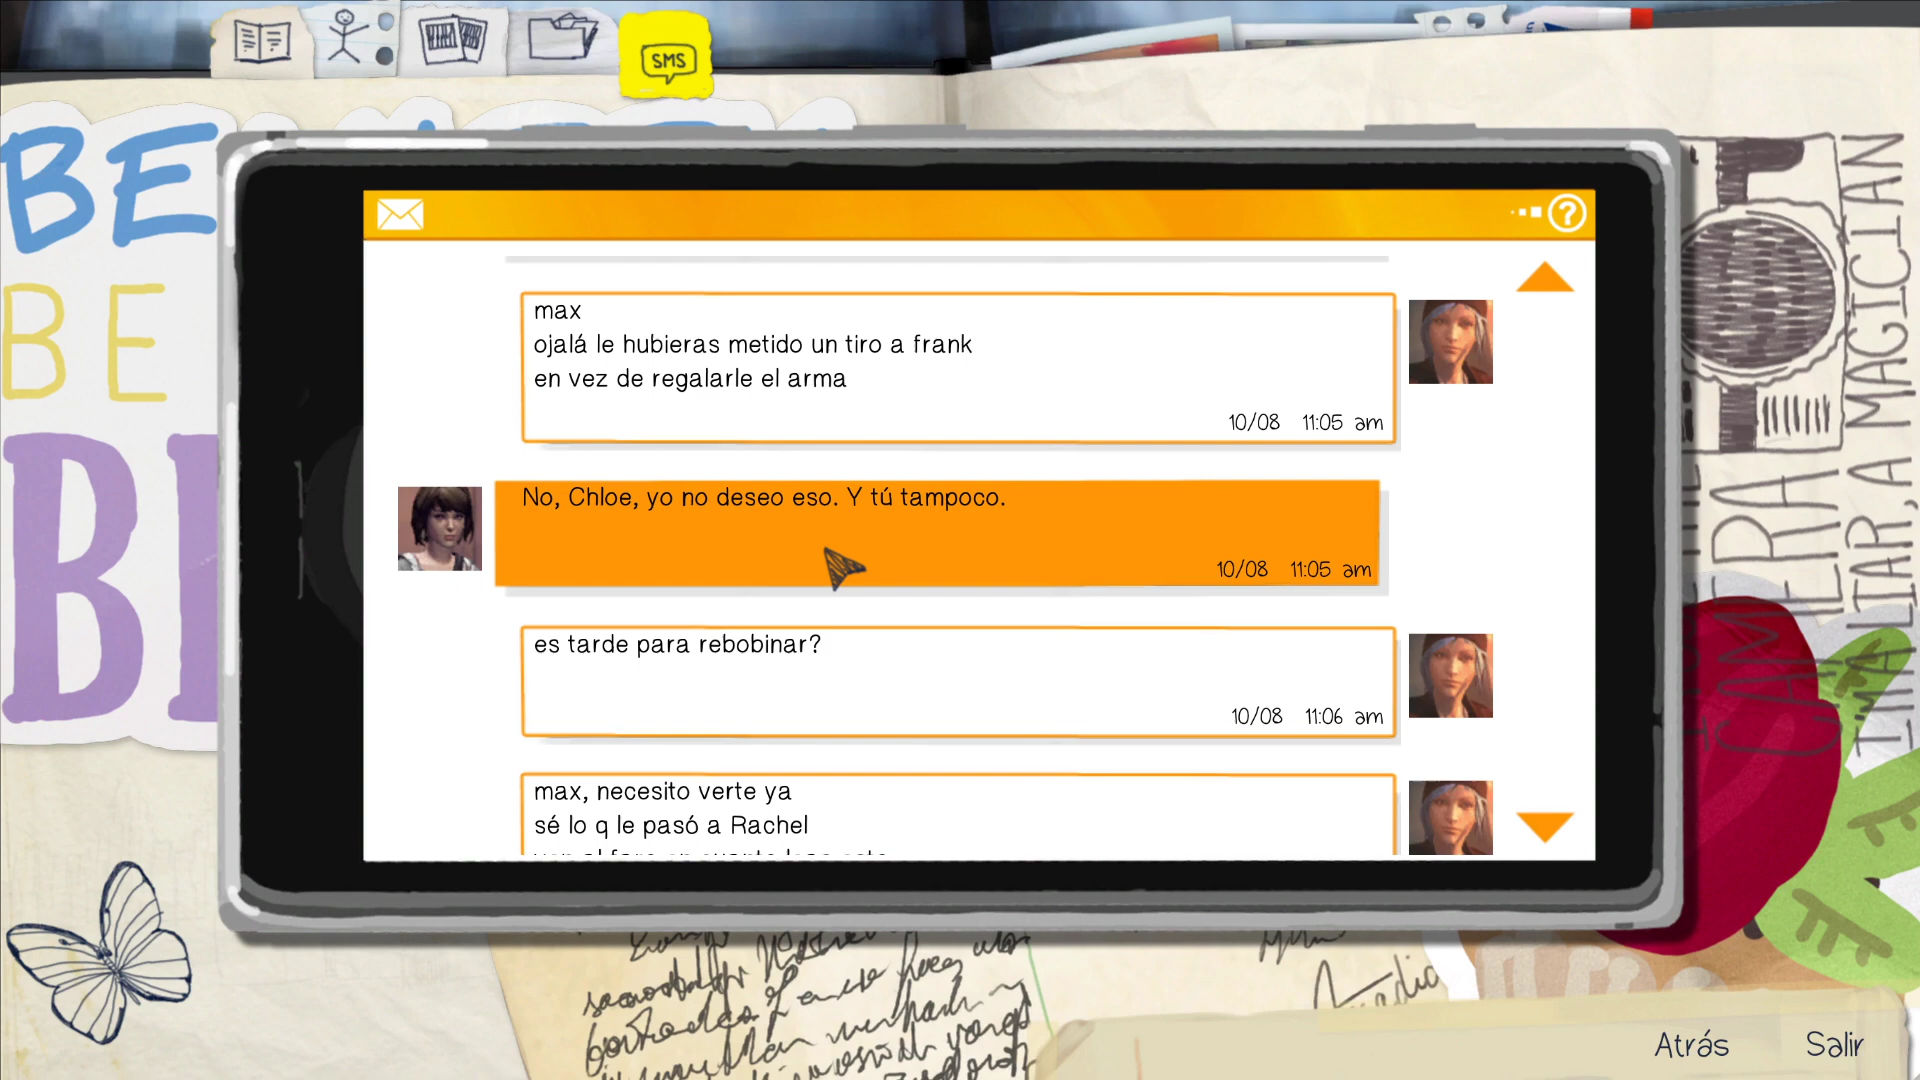 SMS
BE
BE
max
ojalá le hubieras metido un tiro a frank
en vez de regalarle el arma
10/08 11:05 am
No, Chloe, yo no deseo eso. Y tú tampoco.
10/08 11:05 am
es tarde para rebobinar?
10/08 11:06 am
max, necesito verte ya
sé lo q le pasó a Rachel
CAMERA
LIAR, A MAGICIAN
Atrás
Salir